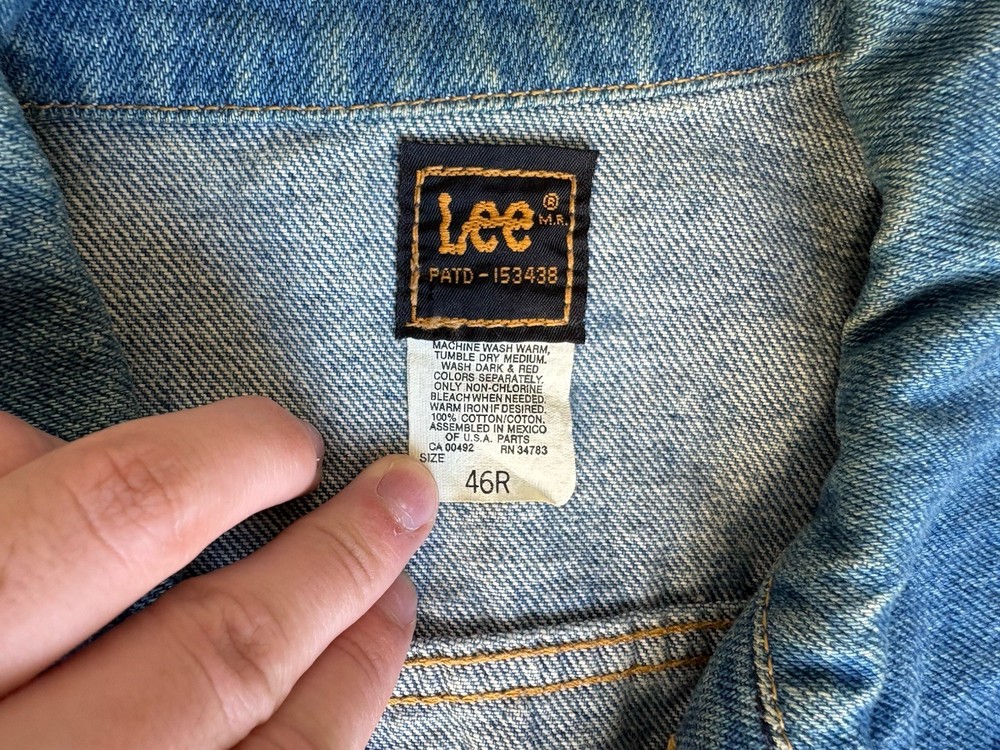 Lee®
M.R.
PATD-153438
MACHINE WASH WARM,
TUMBLE DRY MEDIUM.
WASH DARK & RED
COLORS SEPARATELY.
ONLY NON-CHLORINE
BLEACH WHEN NEEDED.
WARM IRON IF DESIRED.
100% COTTON/COTON.
ASSEMBLED IN MEXICO
OF U.S.A. PARTS
CA 00492 RN 34783
SIZE
46R